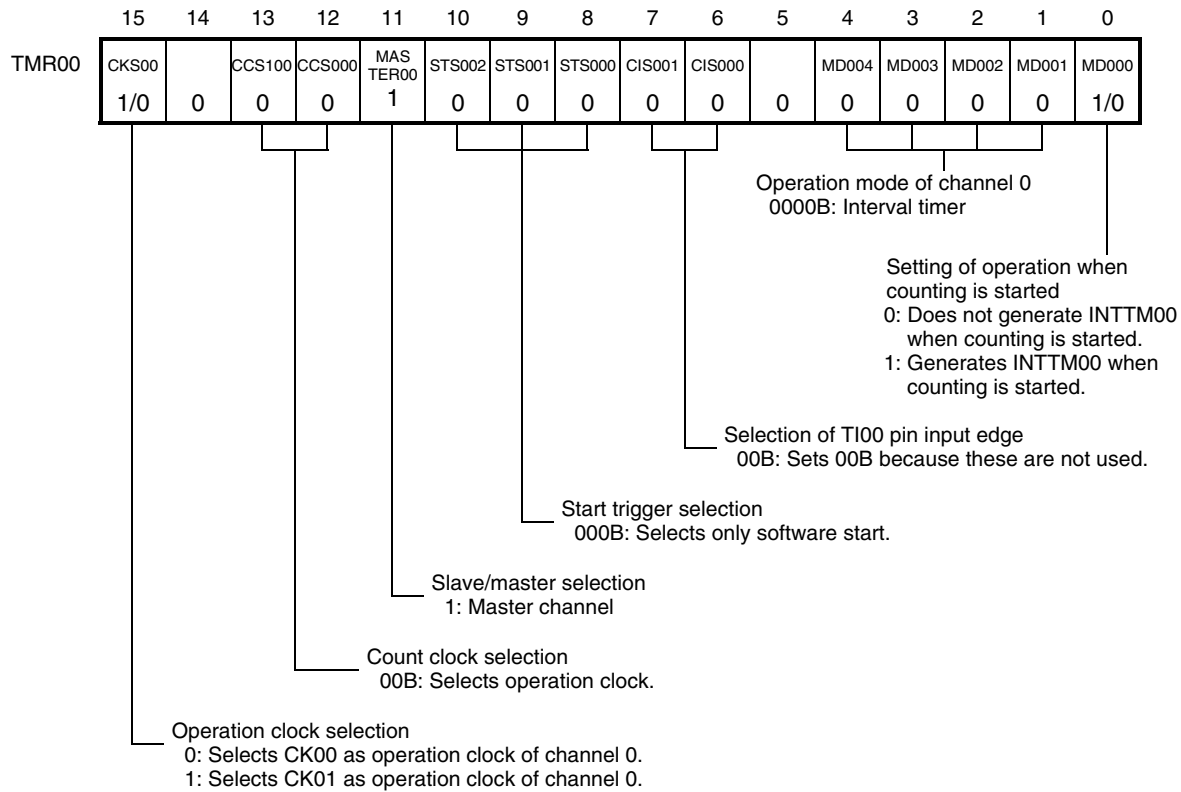 15 14 13 12 11 10 9 8 7 6 5 4 3 2 1 0
TMR00 CKS00 CCS100 CCS000 MAS TER00 STS002 STS001 STS000 CIS001 CIS000 MD004 MD003 MD002 MD001 MD000
1/0 0 0 0 1 0 0 0 0 0 0 0 0 0 0 1/0
Operation mode of channel 0
0000B: Interval timer
Setting of operation when
counting is started
0: Does not generate INTTM00
when counting is started.
1: Generates INTTM00 when
counting is started.
Selection of TI00 pin input edge
00B: Sets 00B because these are not used.
Start trigger selection
000B: Selects only software start.
Slave/master selection
1: Master channel
Count clock selection
00B: Selects operation clock.
Operation clock selection
0: Selects CK00 as operation clock of channel 0.
1: Selects CK01 as operation clock of channel 0.